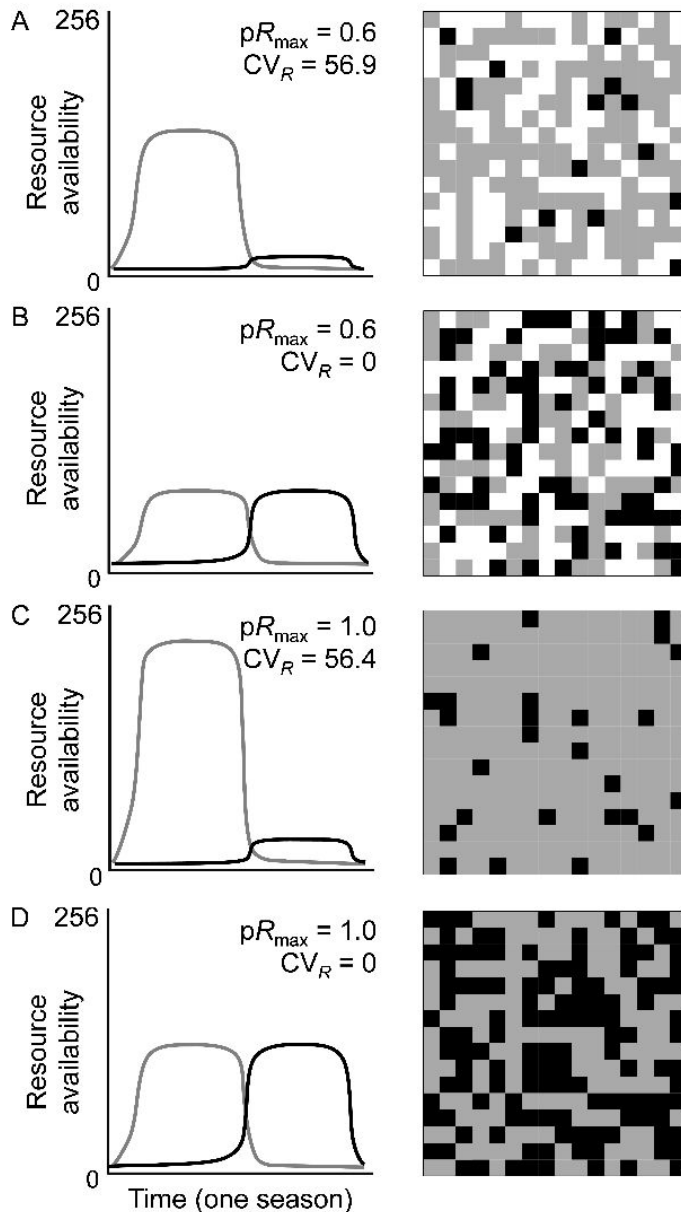 A
256
pRmax = 0.6
CVR = 56.9
Resource
availability
0
B
256
pRmax = 0.6
CVR = 0
Resource
availability
0
C
256
pRmax = 1.0
CVR = 56.4
Resource
availability
0
D
256
pRmax = 1.0
CVR = 0
Resource
availability
0
Time (one season)